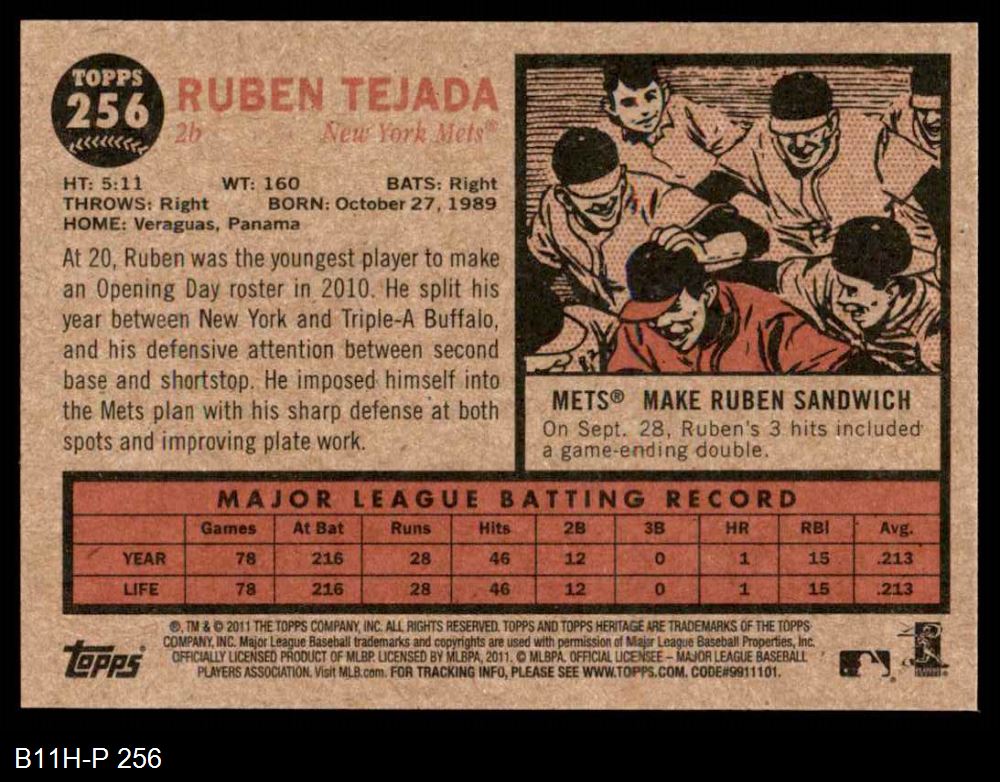 TOPPS
256
RUBEN TEJADA
2b New York Mets®
HT: 5:11 WT: 160 BATS: Right
THROWS: Right BORN: October 27, 1989
HOME: Veraguas, Panama
At 20, Ruben was the youngest player to make
an Opening Day roster in 2010. He split his
year between New York and Triple-A Buffalo,
and his defensive attention between second
base and shortstop. He imposed himself into
the Mets plan with his sharp defense at both
spots and improving plate work.
METS® MAKE RUBEN SANDWICH
On Sept. 28, Ruben's 3 hits included
a game-ending double.
MAJOR LEAGUE BATTING RECORD
Games At Bat Runs Hits 2B 3B HR RBI Avg.
YEAR 78 216 28 46 12 0 1 15 .213
LIFE 78 216 28 46 12 0 1 15 .213
®, TM & © 2011 THE TOPPS COMPANY, INC. ALL RIGHTS RESERVED. TOPPS AND TOPPS HERITAGE ARE TRADEMARKS OF THE TOPPS
COMPANY, INC. Major League Baseball trademarks and copyrights are used with permission of Major League Baseball Properties, Inc.
OFFICIALLY LICENSED PRODUCT OF MLBP. LICENSED BY MLBPA, 2011. © MLBPA. OFFICIAL LICENSEE – MAJOR LEAGUE BASEBALL
PLAYERS ASSOCIATION. Visit MLB.com. FOR TRACKING INFO, PLEASE SEE WWW.TOPPS.COM. CODE#9911101.
Topps
B11H-P 256